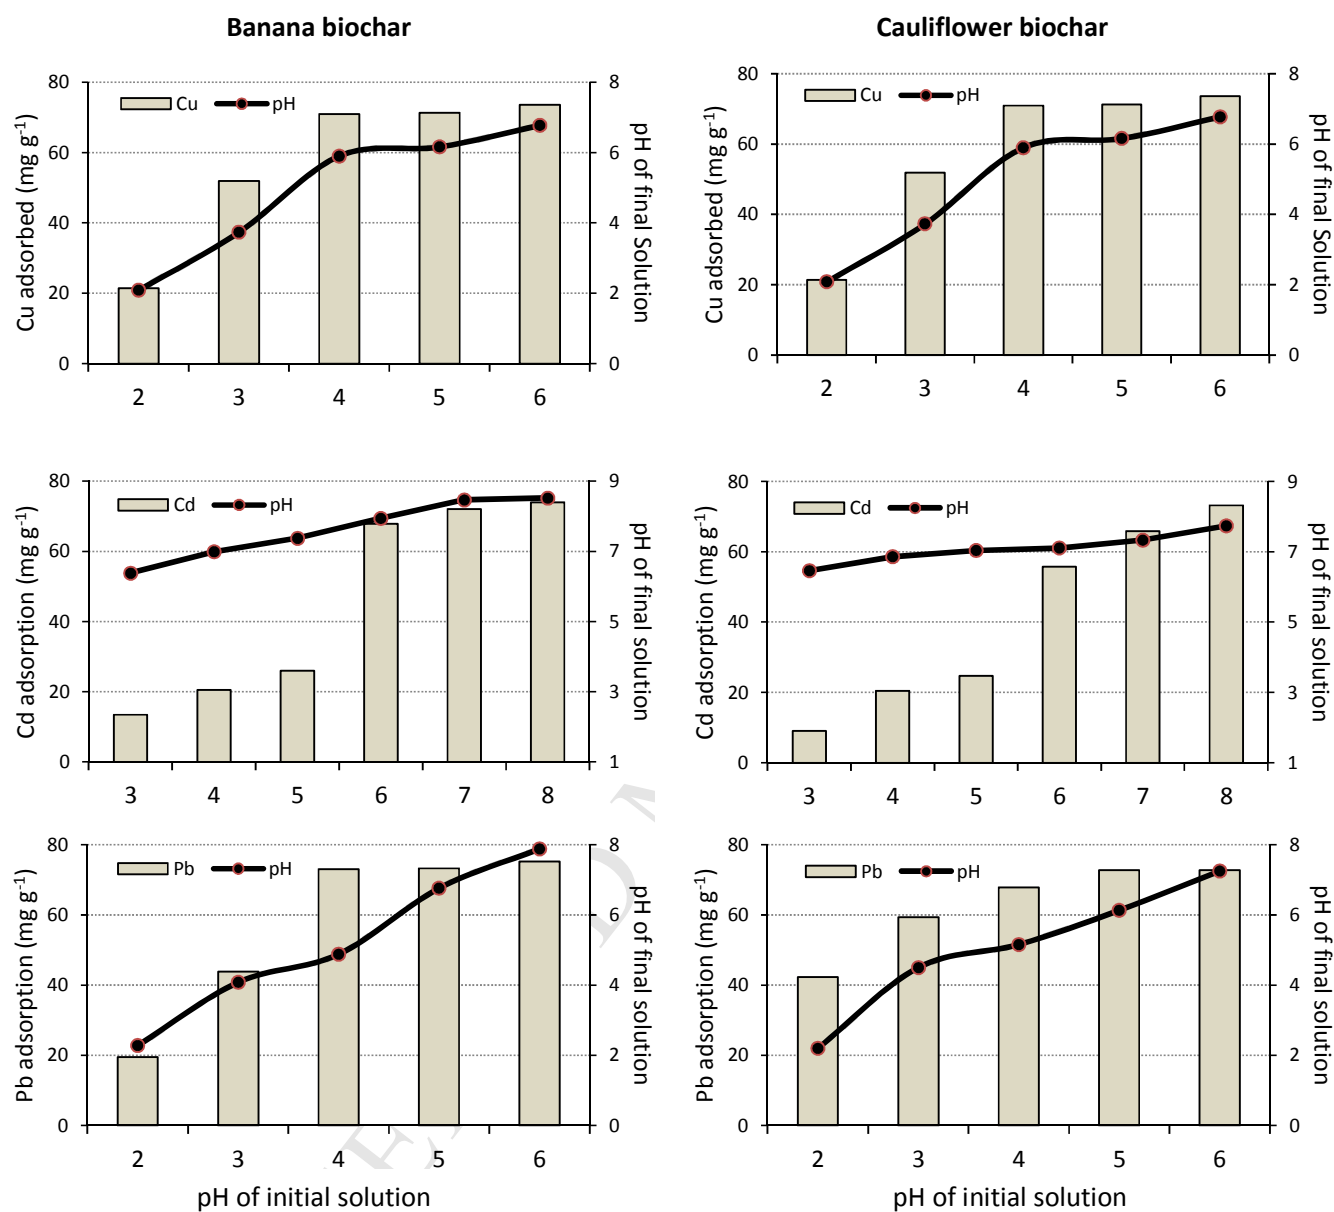 Banana biochar
Cauliflower biochar
80
60
40
20
0
Cu adsorbed (mg g-1)
Cu
pH
8
6
4
2
0
pH of final Solution
2 3 4 5 6
80
60
40
20
0
Cu adsorbed (mg g-1)
Cu
pH
8
6
4
2
0
pH of final Solution
2 3 4 5 6
80
60
40
20
0
Cd adsorption (mg g-1)
Cd
pH
9
7
5
3
1
pH of final solution
3 4 5 6 7 8
80
60
40
20
0
Cd adsorption (mg g-1)
Cd
pH
9
7
5
3
1
pH of final solution
3 4 5 6 7 8
80
60
40
20
0
Pb adsorption (mg g-1)
Pb
pH
8
6
4
2
0
pH of final solution
2 3 4 5 6
pH of initial solution
80
60
40
20
0
Pb adsorption (mg g-1)
Pb
pH
8
6
4
2
0
pH of final solution
2 3 4 5 6
pH of initial solution